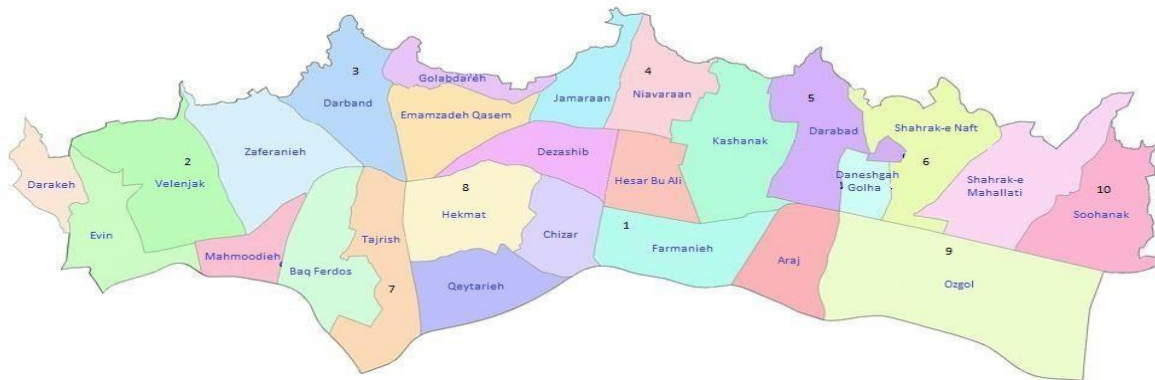 3
Darband
Golabdareh
Emamzadeh Qasem
Jamaraan
4
Niavaraan
Kashanak
5
Darabad
Shahrak-e Naft
6
Daneshgah
Golha
Shahrak-e
Mahallati
10
Soohanak
Darakeh
2
Velenjak
Zaferanieh
Dezashib
Hesar Bu Ali
8
Hekmat
Evin
Mahmoodieh
Baq Ferdos
Tajrish
7
Chizar
Qeytarieh
1
Farmanieh
Araj
9
Ozgol